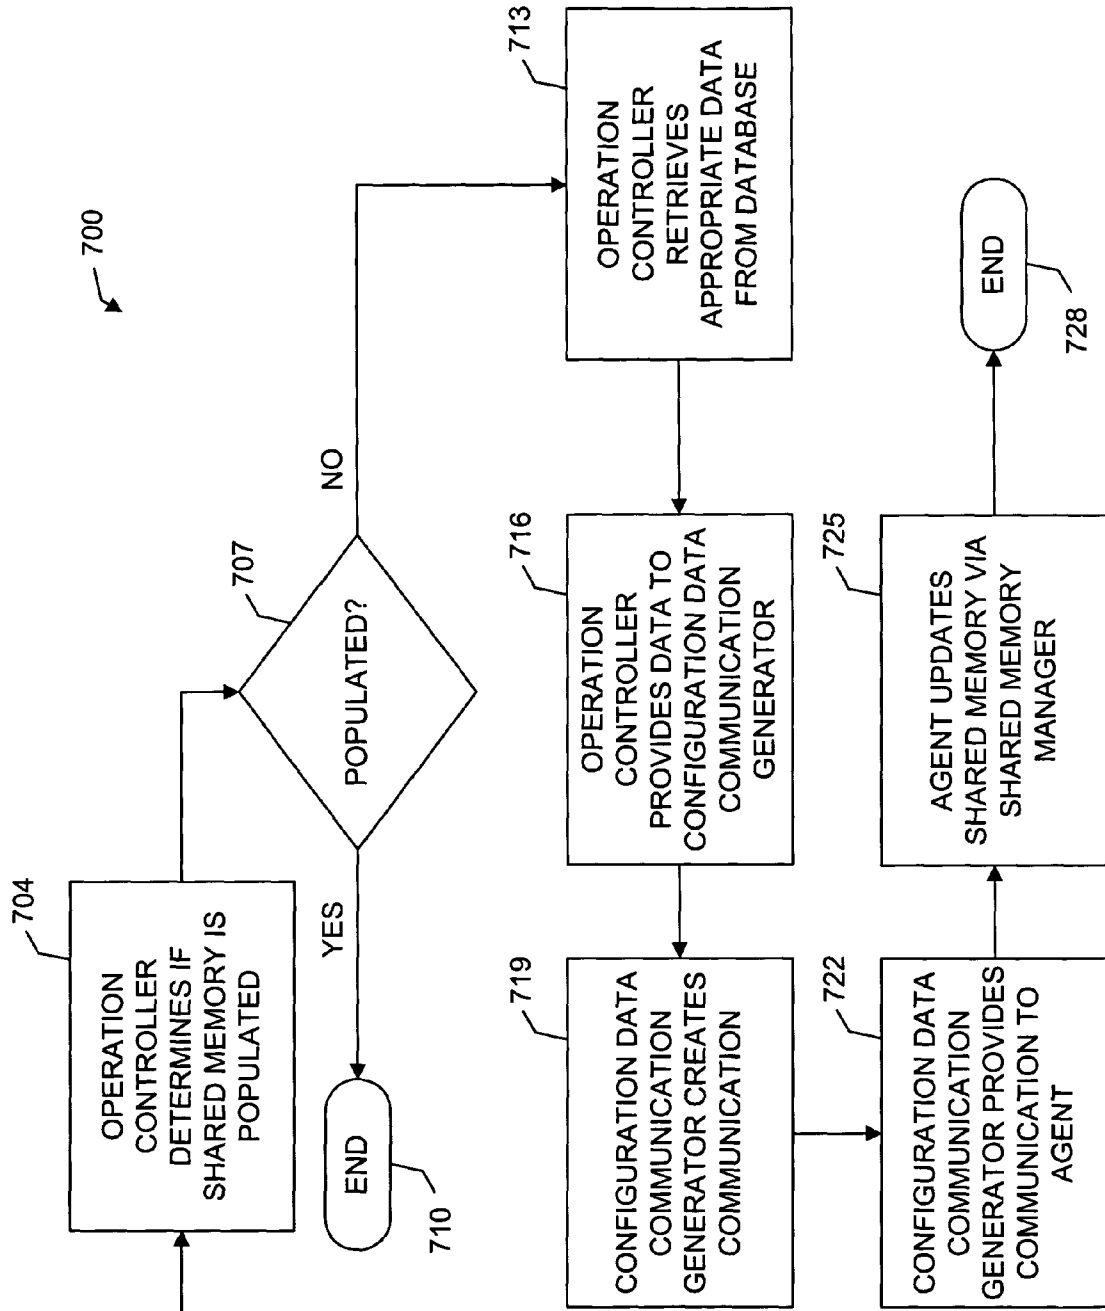 700
704
OPERATION
CONTROLLER
DETERMINES IF
SHARED MEMORY IS
POPULATED
707
POPULATED?
YES
NO
END
710
713
OPERATION
CONTROLLER
RETRIEVES
APPROPRIATE DATA
FROM DATABASE
716
OPERATION
CONTROLLER
PROVIDES DATA TO
CONFIGURATION DATA
COMMUNICATION
GENERATOR
719
CONFIGURATION DATA
COMMUNICATION
GENERATOR CREATES
COMMUNICATION
722
CONFIGURATION DATA
COMMUNICATION
GENERATOR PROVIDES
COMMUNICATION TO
AGENT
725
AGENT UPDATES
SHARED MEMORY VIA
SHARED MEMORY
MANAGER
END
728